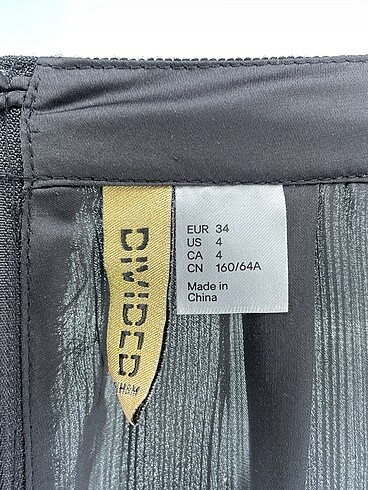 DIVIDED
H&M
EUR 34
US 4
CA 4
CN 160/64A
Made in
China